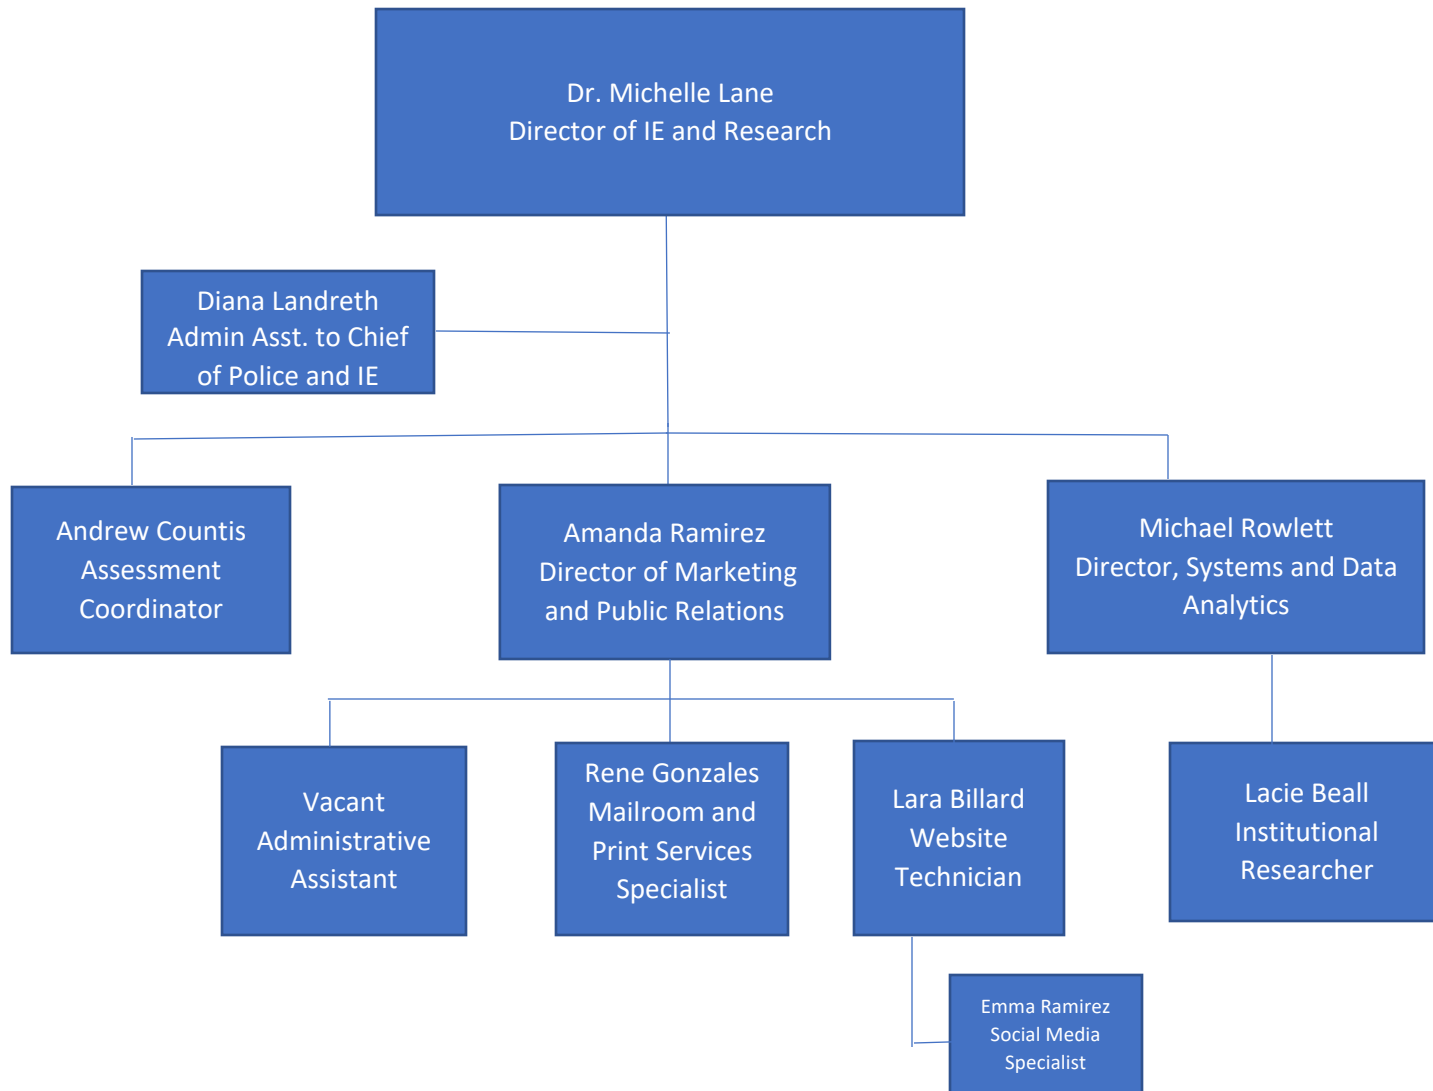 Dr. Michelle Lane
Director of IE and Research
Diana Landreth
Admin Asst. to Chief
of Police and IE
Andrew Countis
Assessment
Coordinator
Amanda Ramirez
Director of Marketing
and Public Relations
Michael Rowlett
Director, Systems and Data
Analytics
Vacant
Administrative
Assistant
Rene Gonzales
Mailroom and
Print Services
Specialist
Lara Billard
Website
Technician
Lacie Beall
Institutional
Researcher
Emma Ramirez
Social Media
Specialist